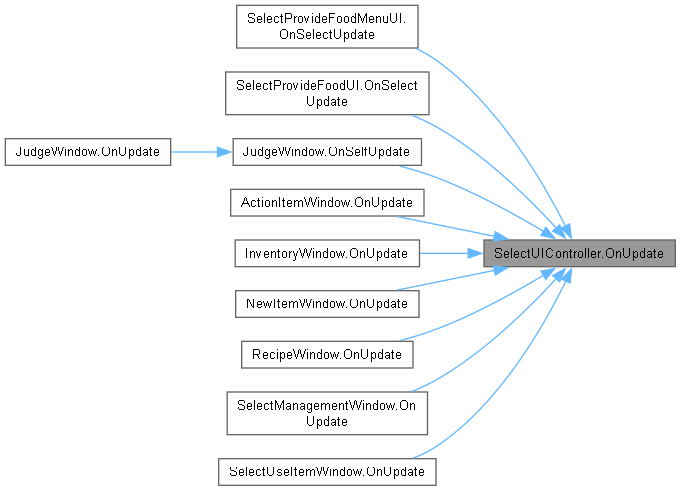 SelectProvideFoodMenuUI.
OnSelectUpdate
SelectProvideFoodUI.OnSelect
Update
JudgeWindow.OnUpdate
JudgeWindow.OnSelfUpdate
ActionItemWindow.OnUpdate
SelectUIController.OnUpdate
InventoryWindow.OnUpdate
NewItemWindow.OnUpdate
RecipeWindow.OnUpdate
SelectManagementWindow.On
Update
SelectUseItemWindow.OnUpdate